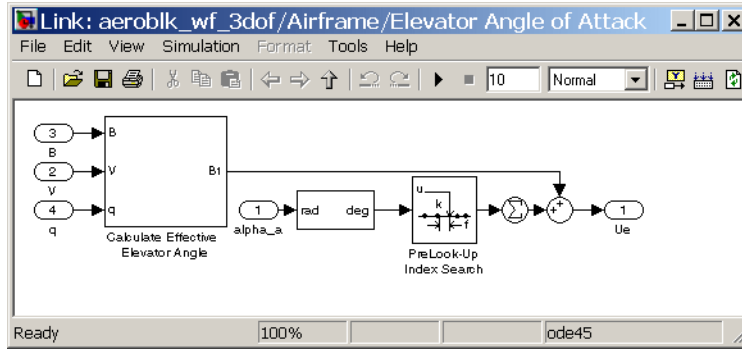 Link: aeroblk_wf_3dof/Airframe/Elevator Angle of Attack
File Edit View Simulation Format Tools Help
10 Normal
3
B
2
V
4
q
B
V
q
B1
Calculate Effective
Elevator Angle
1
alpha_a
rad deg
u
k
f
PreLook-Up
Index Search
Σ
+
+
1
Ue
Ready 100% ode45